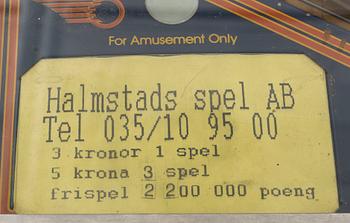 For Amusement Only
Halmstads spel AB
Tel 035/10 95 00
3 kronor 1 spel
5 krona 3 spel
frispel 2 200 000 poeng